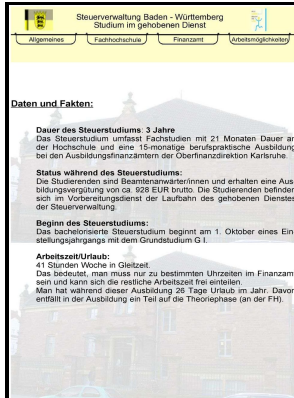 Steuerverwaltung Baden - Württemberg
Studium im gehobenen Dienst
Allgemeines
Fachhochschule
Finanzamt
Arbeitsmöglichkeiten
Daten und Fakten:
Dauer des Steuerstudiums: 3 Jahre
Das Steuerstudium umfasst Fachstudien mit 21 Monaten Dauer an
der Hochschule und eine 15-monatige berufspraktische Ausbildung
bei den Ausbildungsfinanzämtern der Oberfinanzdirektion Karlsruhe.
Status während des Steuerstudiums:
Die Studierenden sind Beamtenanwärter/innen und erhalten eine Aus-
bildungsvergütung von ca. 928 EUR brutto. Die Studierenden befinden
sich im Vorbereitungsdienst der Laufbahn des gehobenen Dienstes
der Steuerverwaltung.
Beginn des Steuerstudiums:
Das bachelorisierte Steuerstudium beginnt am 1. Oktober eines Ein-
stellungsjahrgangs mit dem Grundstudium G I.
Arbeitszeit/Urlaub:
41 Stunden Woche in Gleitzeit.
Das bedeutet, man muss nur zu bestimmten Uhrzeiten im Finanzamt
sein und kann sich die restliche Arbeitszeit frei einteilen.
Man hat während dieser Ausbildung 26 Tage Urlaub im Jahr. Davon
entfällt in der Ausbildung ein Teil auf die Theoriephase (an der FH).